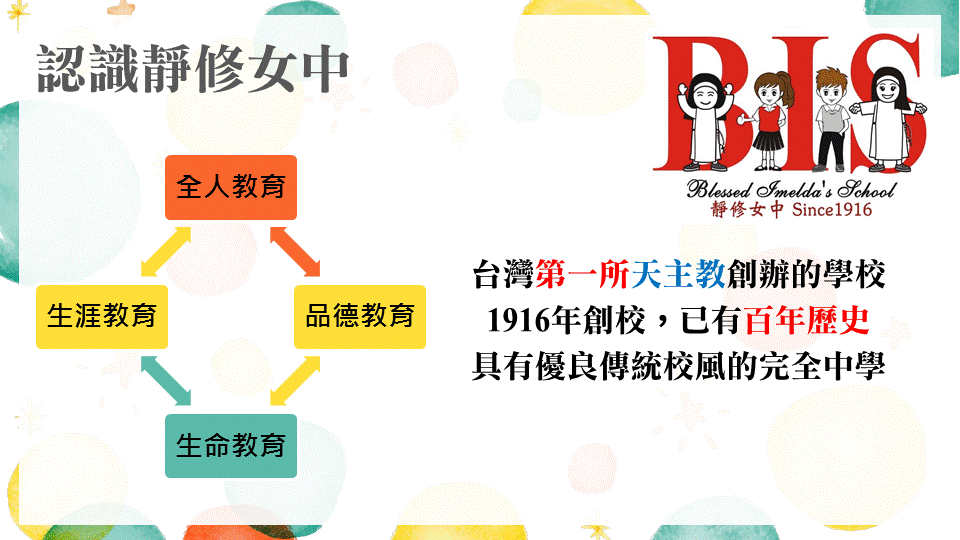 認識靜修女中
BIS
Blessed Imelda's School
靜修女中 Since1916
全人教育
生涯教育
品德教育
生命教育
台灣第一所天主教創辦的學校
1916年創校，已有百年歷史
具有優良傳統校風的完全中學